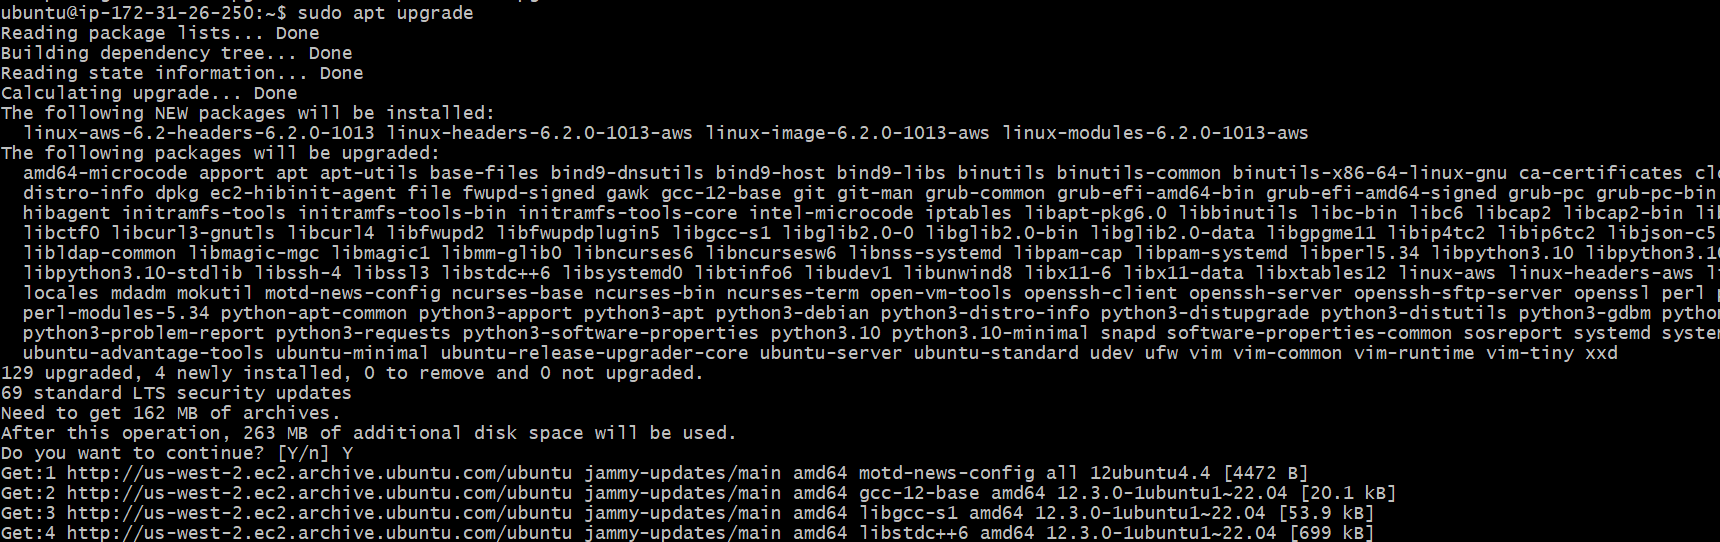 ubuntu@ip-172-31-26-250:~$ sudo apt upgrade
Reading package lists... Done
Building dependency tree... Done
Reading state information... Done
Calculating upgrade... Done
The following NEW packages will be installed:
linux-aws-6.2-headers-6.2.0-1013 linux-headers-6.2.0-1013-aws linux-image-6.2.0-1013-aws linux-modules-6.2.0-1013-aws
The following packages will be upgraded:
amd64-microcode apport apt apt-utils base-files bind9-dnsutils bind9-host bind9-libs binutils binutils-common binutils-x86-64-linux-gnu ca-certificates
distro-info dpkg ec2-hibinit-agent file fwupd-signed gawk gcc-12-base git git-man grub-common grub-efi-amd64-bin grub-efi-amd64-signed grub-pc grub-pc-bin
hibagent initramfs-tools initramfs-tools-bin initramfs-tools-core intel-microcode iptables libapt-pkg6.0 libbinutils libc-bin libc6 libcap2 libcap2-bin
libctf0 libcurl3-gnutls libcurl4 libfwupd2 libfwupdplugin5 libgcc-s1 libglib2.0-0 libglib2.0-bin libglib2.0-data libgpgme11 libip4tc2 libip6tc2 libjson-c5
libldap-common libmagic-mgc libmagic1 libmm-glib0 libncurses6 libncursesw6 libnss-systemd libpam-cap libpam-systemd libperl5.34 libpython3.10
libpython3.10-stdlib libssh-4 libssl3 libstdc++6 libsystemd0 libtinfo6 libudev1 libunwind8 libx11-6 libx11-data libxtables12 linux-aws linux-headers-aws
locales mdadm mokutil motd-news-config ncurses-base ncurses-bin ncurses-term open-vm-tools openssh-client openssh-server openssh-sftp-server openssl perl
perl-modules-5.34 python-apt-common python3-apport python3-apt python3-debian python3-distro-info python3-distupgrade python3-distutils python3-gdbm
python3-problem-report python3-requests python3-software-properties python3.10 python3.10-minimal snapd software-properties-common sosreport systemd
ubuntu-advantage-tools ubuntu-minimal ubuntu-release-upgrader-core ubuntu-server ubuntu-standard udev ufw vim vim-common vim-runtime vim-tiny xxd
129 upgraded, 4 newly installed, 0 to remove and 0 not upgraded.
69 standard LTS security updates
Need to get 162 MB of archives.
After this operation, 263 MB of additional disk space will be used.
Do you want to continue? [Y/n] Y
Get:1 http://us-west-2.ec2.archive.ubuntu.com/ubuntu jammy-updates/main amd64 motd-news-config all 12ubuntu4.4 [4472 B]
Get:2 http://us-west-2.ec2.archive.ubuntu.com/ubuntu jammy-updates/main amd64 gcc-12-base amd64 12.3.0-1ubuntu1~22.04 [20.1 kB]
Get:3 http://us-west-2.ec2.archive.ubuntu.com/ubuntu jammy-updates/main amd64 libgcc-s1 amd64 12.3.0-1ubuntu1~22.04 [53.9 kB]
Get:4 http://us-west-2.ec2.archive.ubuntu.com/ubuntu jammy-updates/main amd64 libstdc++6 amd64 12.3.0-1ubuntu1~22.04 [699 kB]